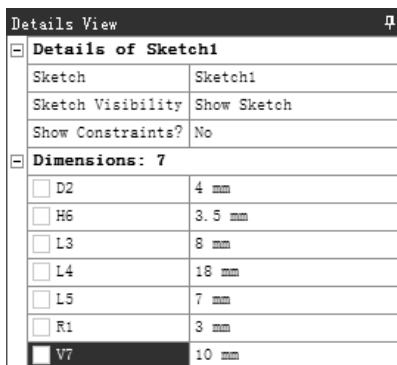 Details View
Details of Sketch1
Sketch Sketch1
Sketch Visibility Show Sketch
Show Constraints? No
Dimensions: 7
D2 4 mm
H6 3.5 mm
L3 8 mm
L4 18 mm
L5 7 mm
R1 3 mm
V7 10 mm